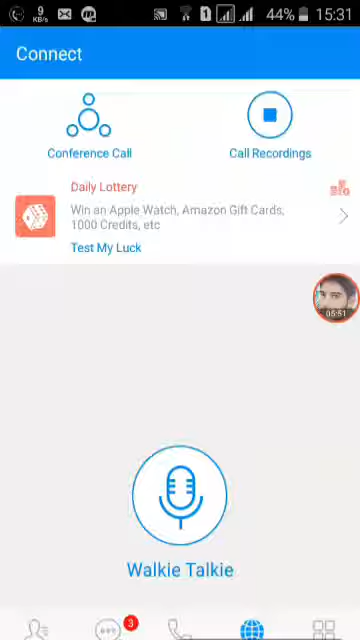 9
KB/s
1
44%
15:31
Connect
Conference Call
Call Recordings
Daily Lottery
Win an Apple Watch, Amazon Gift Cards,
1000 Credits, etc
Test My Luck
05:51
Walkie Talkie
3